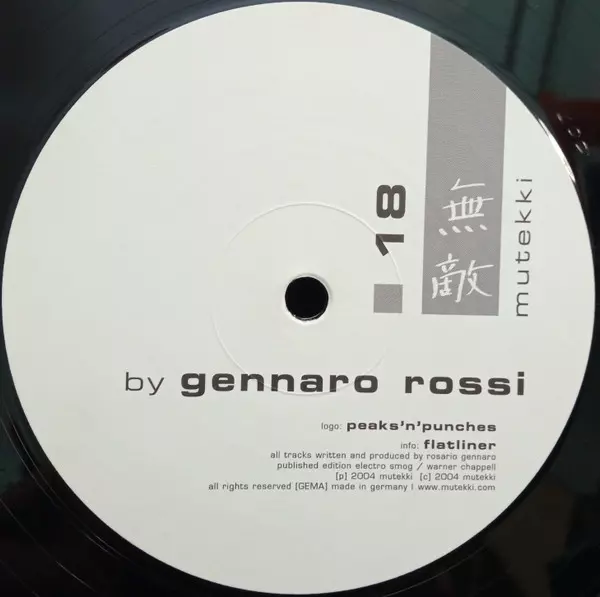 18
無敵
mutekki
by gennaro rossi
logo: peaks'n'punches
info: flatliner
all tracks written and produced by rosario gennaro
published edition electro smog / warner chappell
[p] 2004 mutekki [c] 2004 mutekki
all rights reserved [GEMA] made in germany I www.mutekki.com